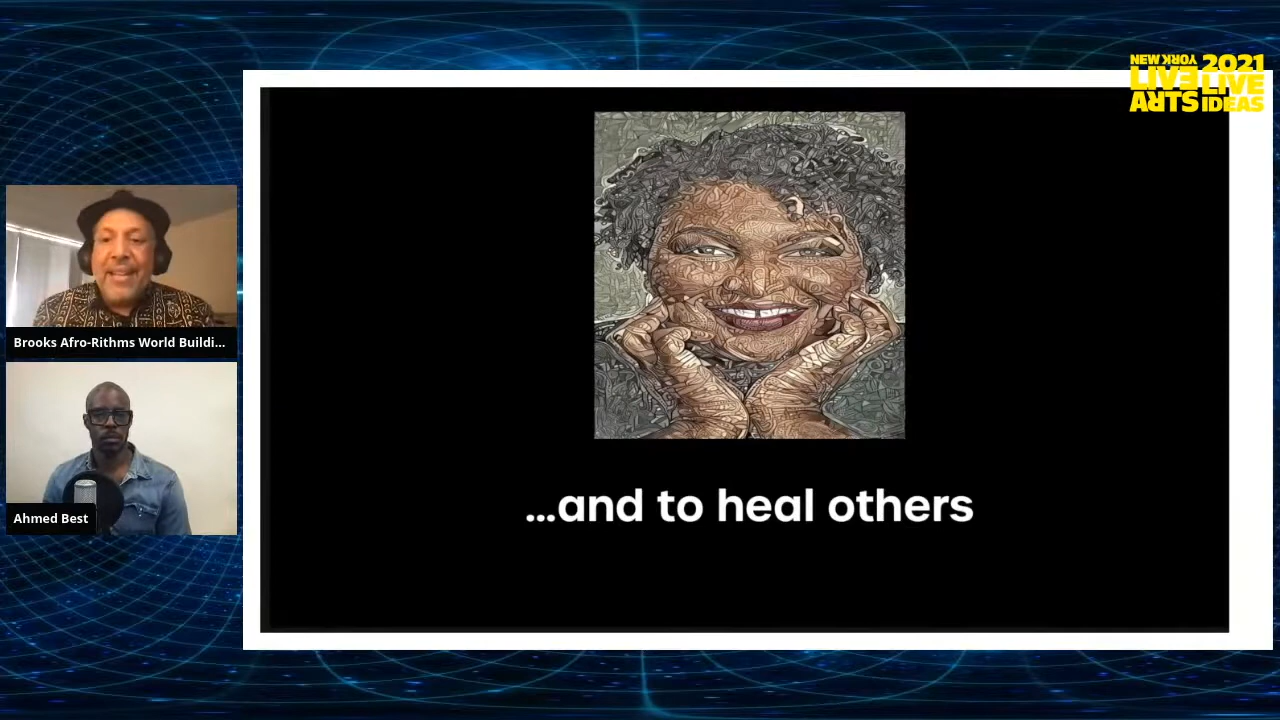 NEW YORK
LIVE
ARTS
2021
LIVE
IDEAS
Brooks Afro-Rithms World Buildi...
Ahmed Best
...and to heal others